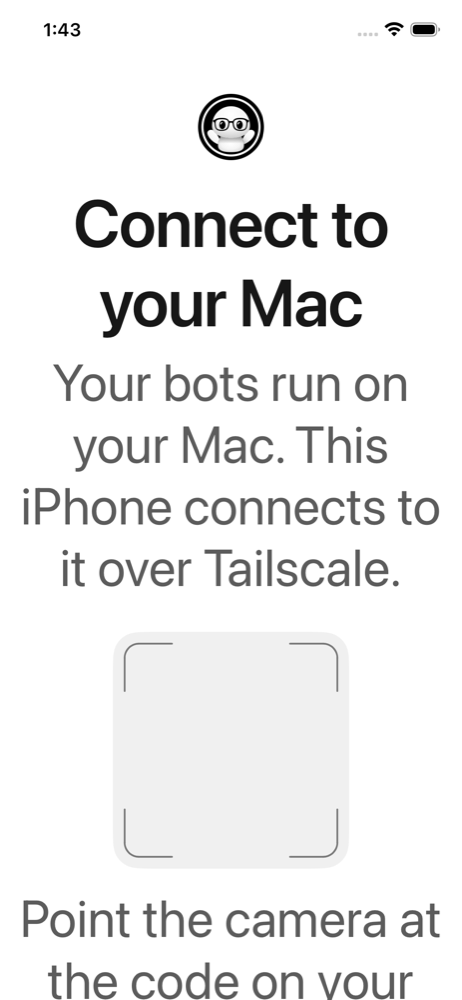 1:43
Connect to
your Mac
Your bots run on
your Mac. This
iPhone connects to
it over Tailscale.
Point the camera at
the code on your